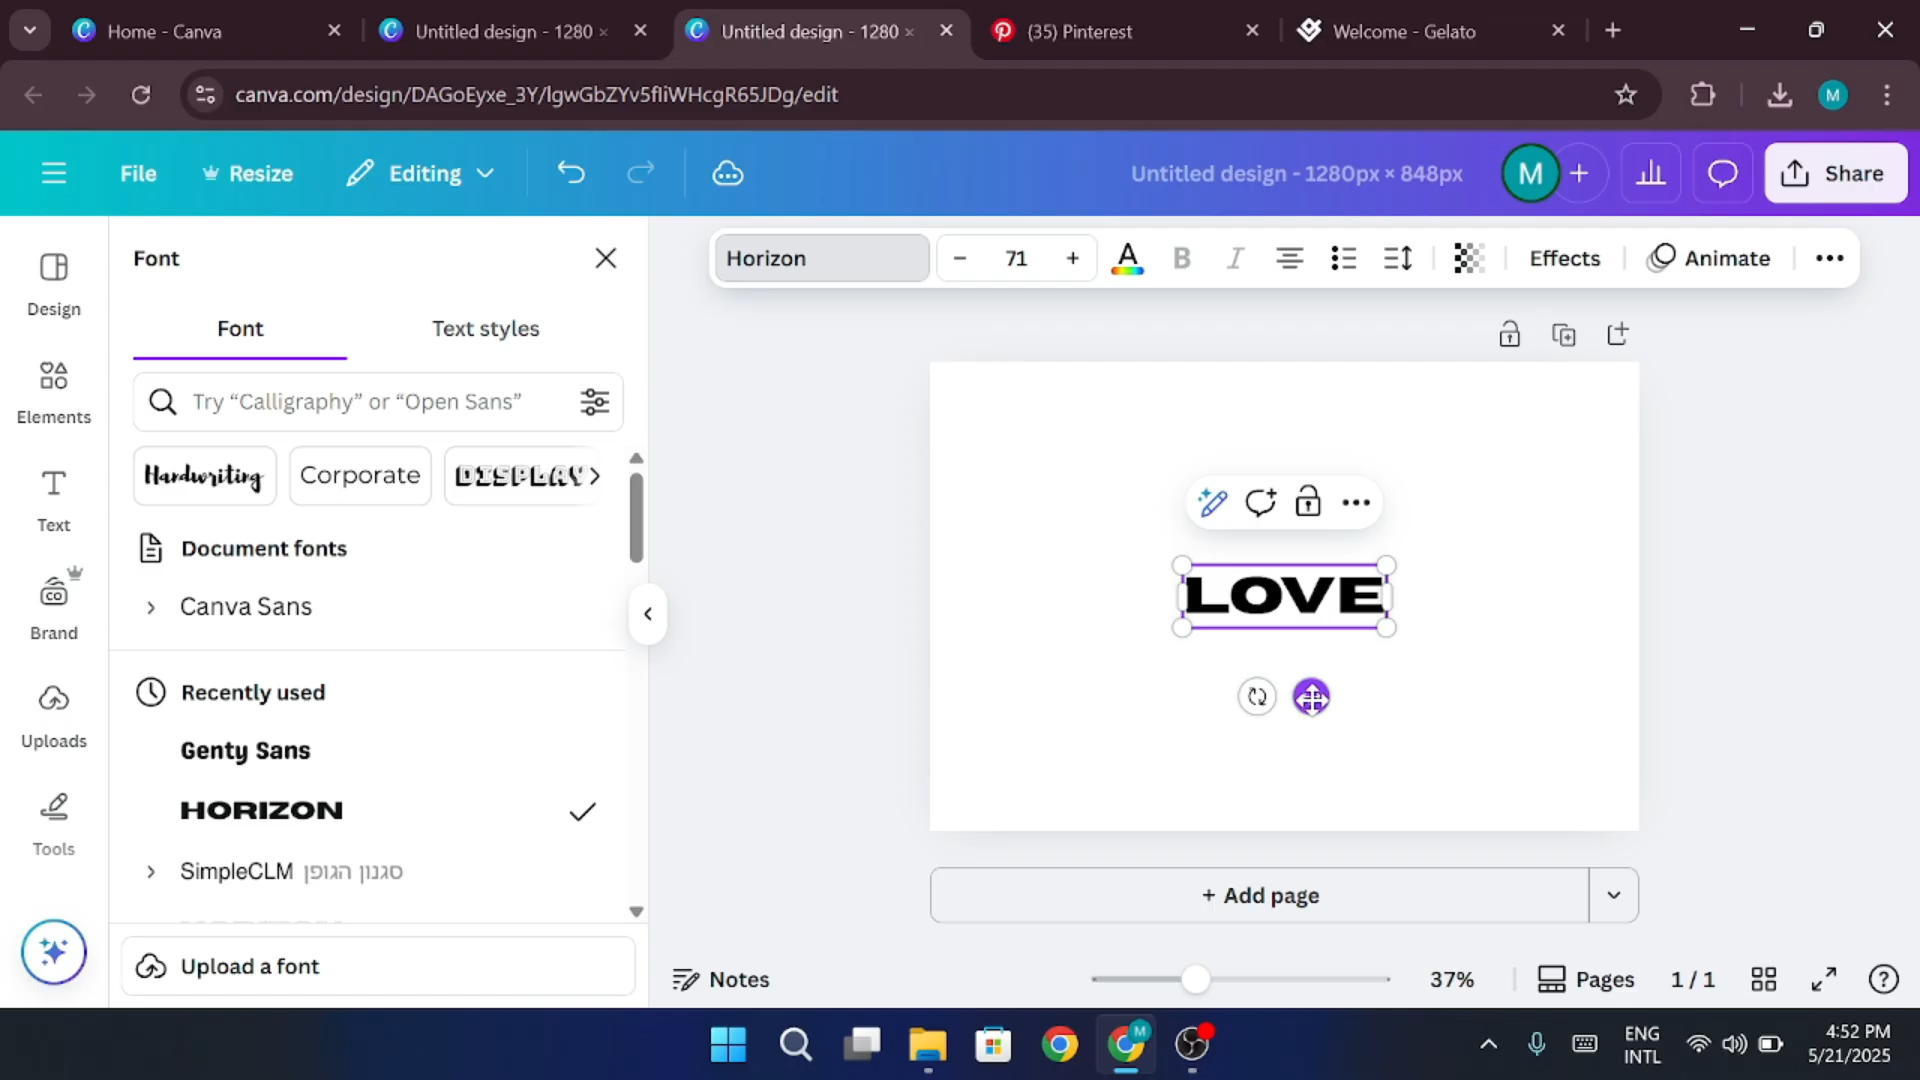 Home - Canva
Untitled design - 1280 ×
Untitled design - 1280 ×
(35) Pinterest
Welcome - Gelato
canva.com/design/DAGoEyxe_3Y/lgwGbZYv5fliWHcgR65JDg/edit
M
File
Resize
Editing
Untitled design - 1280px × 848px
M
+
Share
Design
Elements
Text
Brand
Uploads
Tools
Font
Font
Text styles
Try “Calligraphy” or “Open Sans”
Handwriting
Corporate
DISPLAY
Document fonts
Canva Sans
Recently used
Genty Sans
HORIZON
SimpleCLM סגנון הגופן
Upload a font
Horizon
− 71 +
A
B
I
Effects
Animate
LOVE
+ Add page
Notes
37%
Pages
1 / 1
ENG
INTL
4:52 PM
5/21/2025